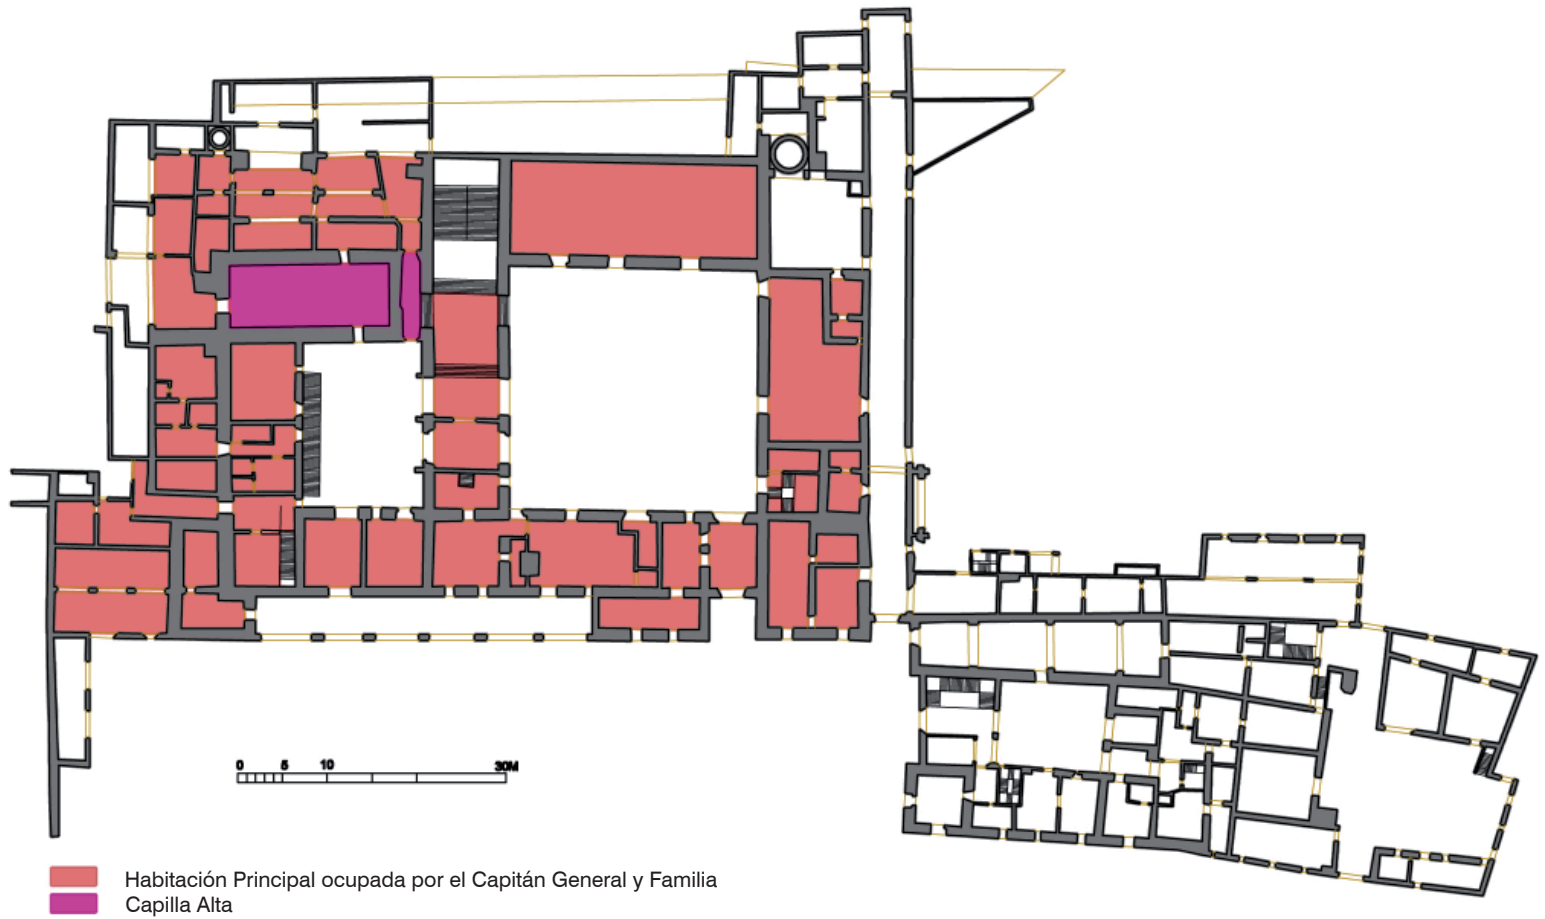 0 5 10 30M
Habitación Principal ocupada por el Capitán General y Familia
Capilla Alta